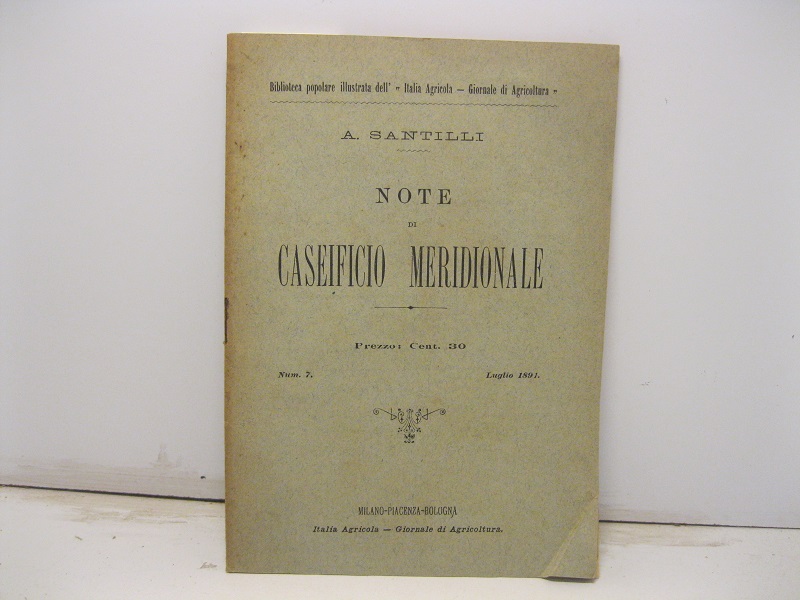 Biblioteca popolare illustrata dell' " Italia Agricola — Giornale di Agricoltura "
A. SANTILLI
NOTE
DI
CASEIFICIO MERIDIONALE
Prezzo: Cent. 30
Num. 7. Luglio 1891.
MILANO-PIACENZA-BOLOGNA
Italia Agricola — Giornale di Agricoltura.